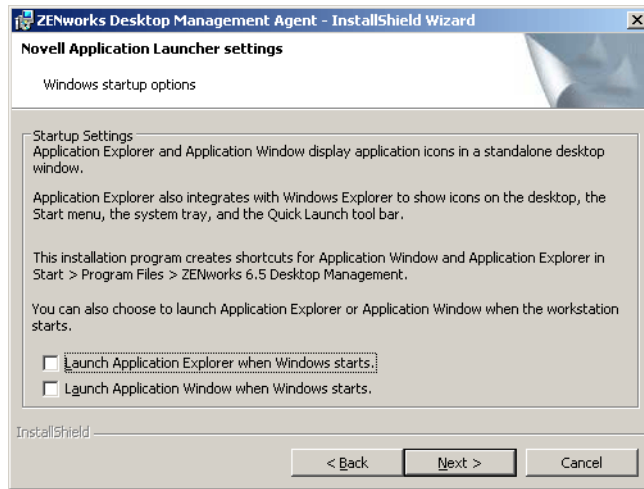 ZENworks Desktop Management Agent - InstallShield Wizard
Novell Application Launcher settings
Windows startup options
Startup Settings
Application Explorer and Application Window display application icons in a standalone desktop
window.
Application Explorer also integrates with Windows Explorer to show icons on the desktop, the
Start menu, the system tray, and the Quick Launch tool bar.
This installation program creates shortcuts for Application Window and Application Explorer in
Start > Program Files > ZENworks 6.5 Desktop Management.
You can also choose to launch Application Explorer or Application Window when the workstation
starts.
Launch Application Explorer when Windows starts.
Launch Application Window when Windows starts.
InstallShield
< Back Next > Cancel